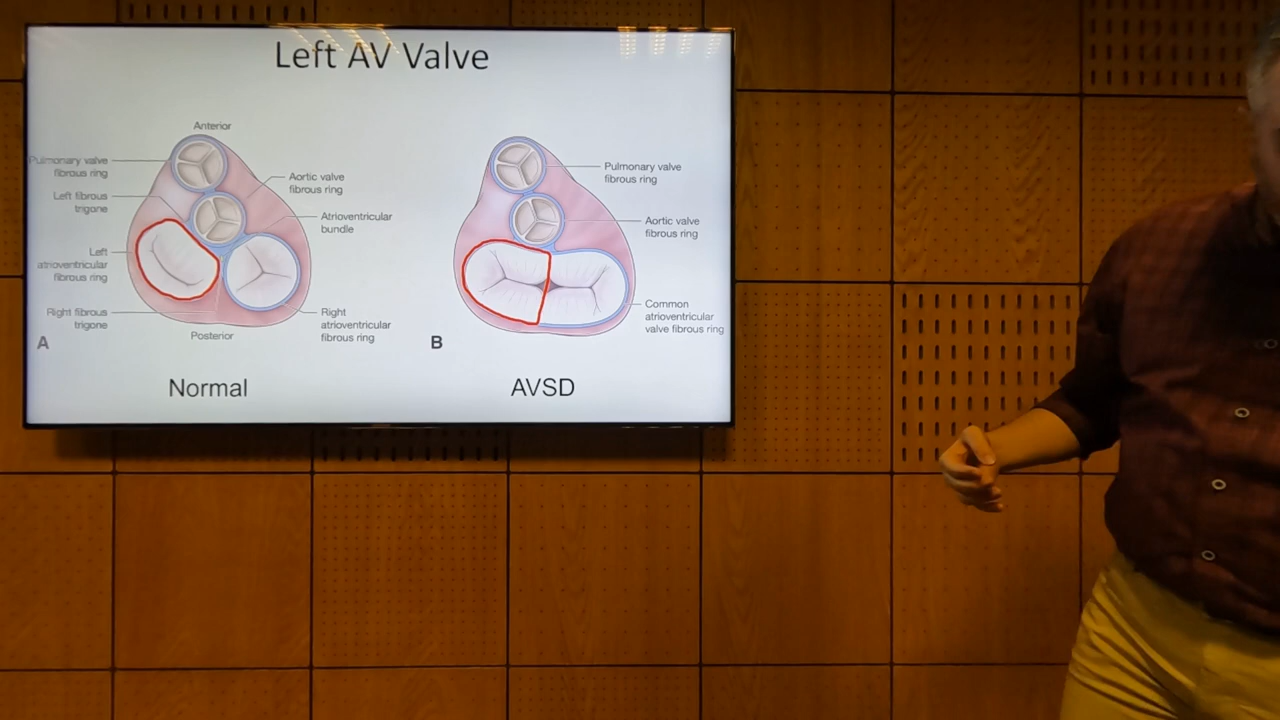 Left AV Valve
Anterior
Pulmonary valve
fibrous ring
Left fibrous
trigone
Left
atrioventricular
fibrous ring
Right fibrous
trigone
Aortic valve
fibrous ring
Atrioventricular
bundle
Right
atrioventricular
fibrous ring
Posterior
A
Normal
Pulmonary valve
fibrous ring
Aortic valve
fibrous ring
Common
atrioventricular
valve fibrous ring
B
AVSD